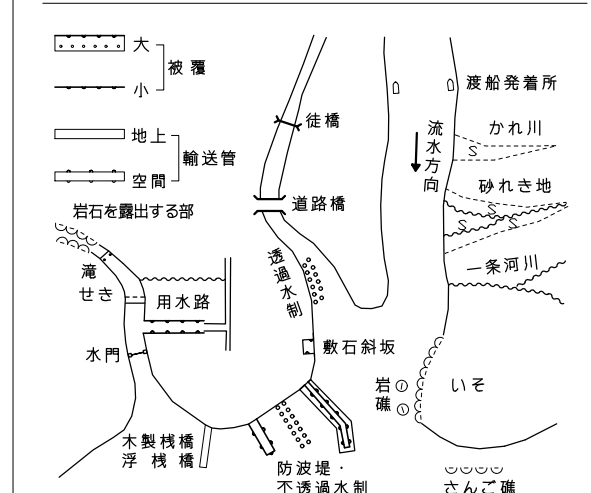 大
小
被覆
地上
空間
輸送管
岩石を露出する部
滝
せき
用水路
水門
木製桟橋
浮桟橋
徒橋
道路橋
透過水制
敷石斜坂
防波堤・
不透過水制
渡船発着所
流水方向
かれ川
砂れき地
一条河川
岩礁
いそ
さんご礁